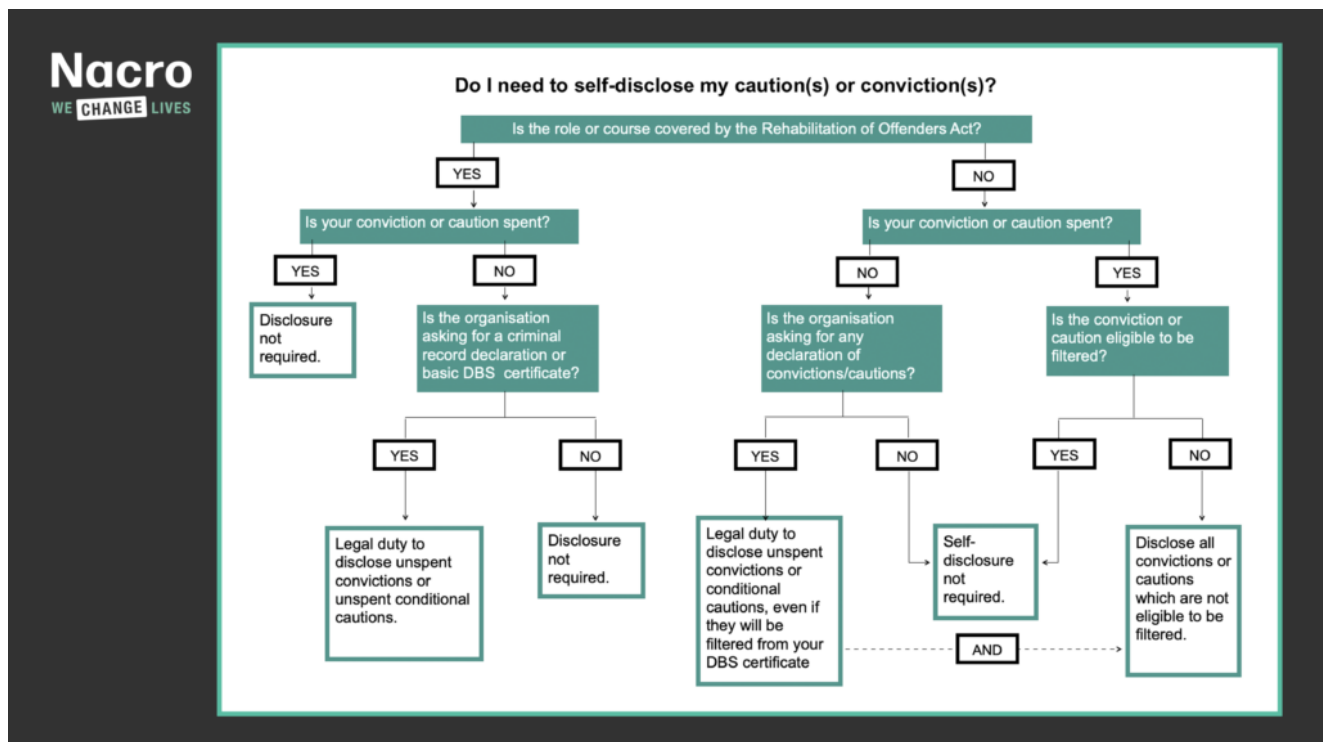 Nacro
WE CHANGE LIVES
Do I need to self-disclose my caution(s) or conviction(s)?
Is the role or course covered by the Rehabilitation of Offenders Act?
YES
NO
Is your conviction or caution spent?
Is your conviction or caution spent?
YES
NO
NO
YES
Disclosure
not
required.
Is the organisation
asking for a criminal
record declaration or
basic DBS certificate?
Is the organisation
asking for any
declaration of
convictions/cautions?
Is the conviction or
caution eligible to be
filtered?
YES
NO
YES
NO
YES
NO
Legal duty to
disclose unspent
convictions or
unspent conditional
cautions.
Disclosure
not
required.
Legal duty to
disclose unspent
convictions or
conditional
cautions, even if
they will be
filtered from your
DBS certificate
Self-
disclosure
not
required.
Disclose all
convictions or
cautions
which are not
eligible to be
filtered.
AND